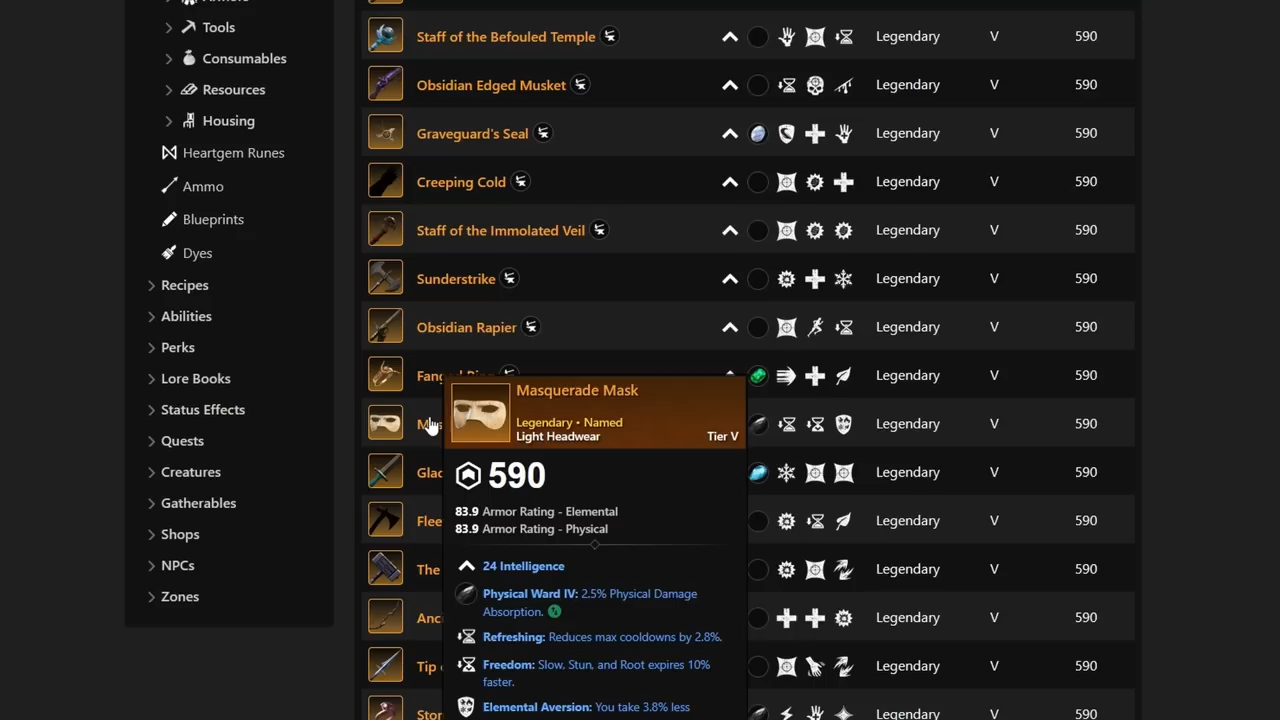 Tools
Consumables
Resources
Housing
Heartgem Runes
Ammo
Blueprints
Dyes
Recipes
Abilities
Perks
Lore Books
Status Effects
Quests
Creatures
Gatherables
Shops
NPCs
Zones
Staff of the Befouled Temple Legendary V 590
Obsidian Edged Musket Legendary V 590
Graveguard's Seal Legendary V 590
Creeping Cold Legendary V 590
Staff of the Immolated Veil Legendary V 590
Sunderstrike Legendary V 590
Obsidian Rapier Legendary V 590
Legendary V 590
Legendary V 590
Legendary V 590
Legendary V 590
The Legendary V 590
Legendary V 590
Tip Legendary V 590
Legendary V 590
Masquerade Mask
Legendary • Named
Light Headwear Tier V
590
83.9 Armor Rating - Elemental
83.9 Armor Rating - Physical
24 Intelligence
Physical Ward IV: 2.5% Physical Damage
Absorption.
Refreshing: Reduces max cooldowns by 2.8%.
Freedom: Slow, Stun, and Root expires 10%
faster.
Elemental Aversion: You take 3.8% less